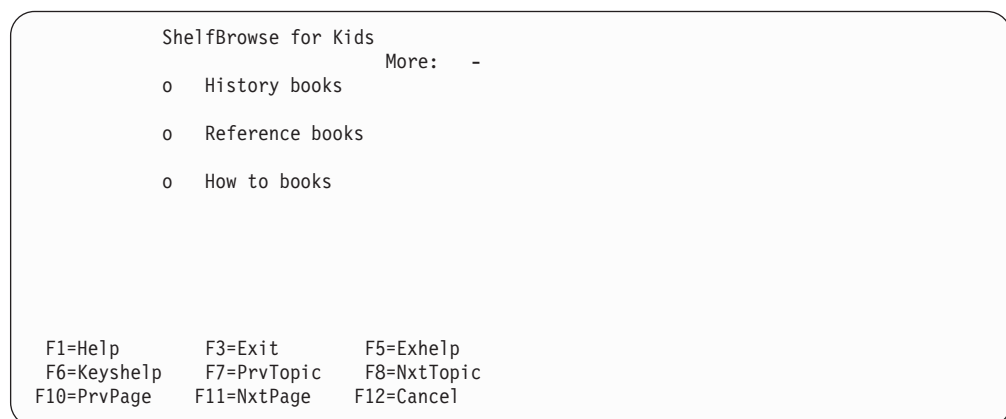 ShelfBrowse for Kids
More: -
o History books
o Reference books
o How to books
F1=Help F3=Exit F5=Exhelp
F6=Keyshelp F7=PrvTopic F8=NxtTopic
F10=PrvPage F11=NxtPage F12=Cancel